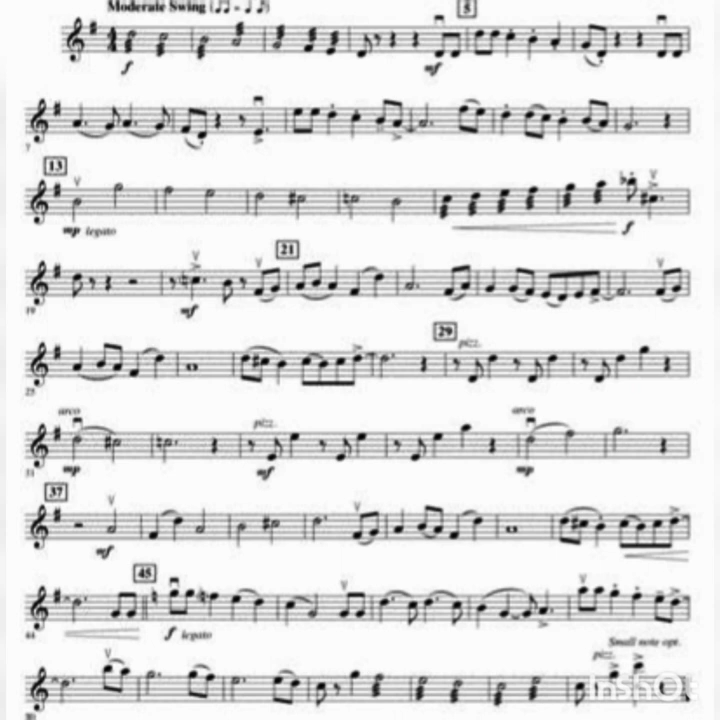 Moderate Swing
5
f
mf
7
13
mp legato
f
21
19
mf
29
pizz.
25
arco
pizz.
arco
31
mp
mf
mp
37
mf
45
44
f legato
Small note opt.
pizz.
InShOt